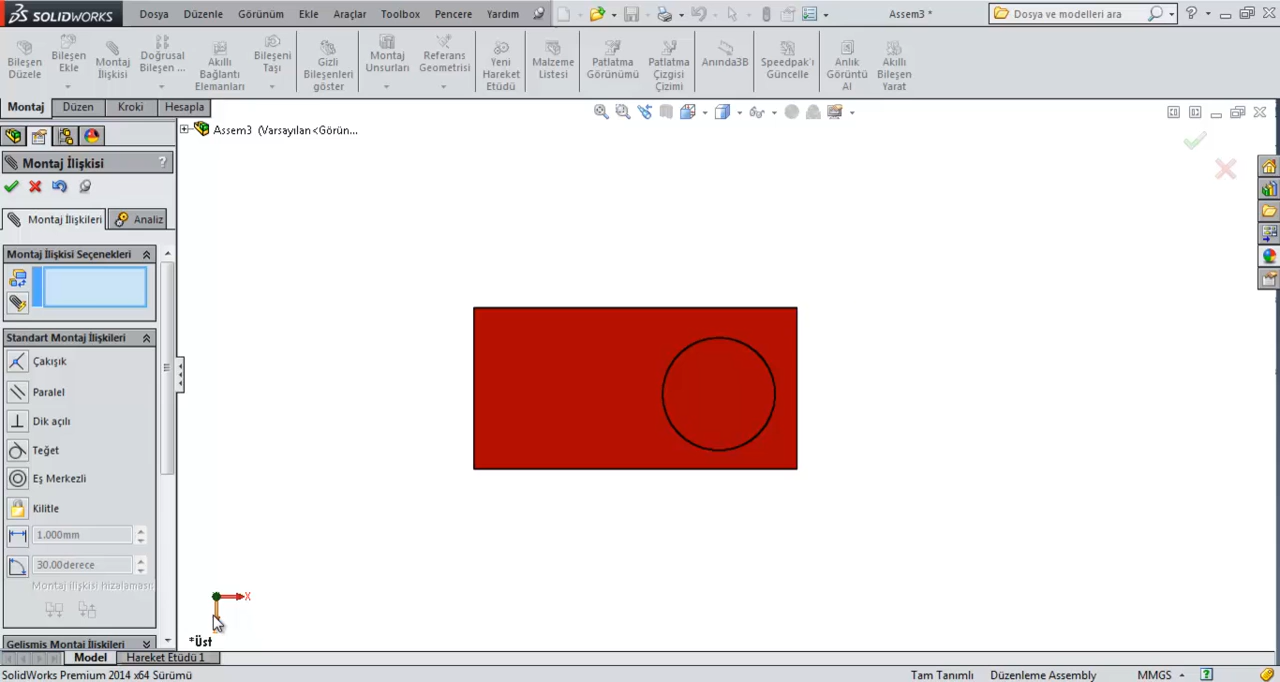 SOLIDWORKS Dosya Düzenle Görünüm Ekle Araçlar Toolbox Pencere Yardım Assem3 * Dosya ve modelleri ara
Bileşen Düzele
Bileşen Ekle
Montaj İlişkisi
Doğrusal Bileşen ...
Akıllı Bağlantı Elemanları
Bileşeni Taşı
Gizli Bileşenleri göster
Montaj Unsurları
Referans Geometrisi
Yeni Hareket Etüdü
Malzeme Listesi
Patlatma Görünümü
Patlatma Çizgisi Çizimi
Anında3B
Speedpak'ı Güncelle
Anlık Görüntü Al
Akıllı Bileşen Yarat
Montaj Düzen Kroki Hesapla
Assem3 (Varsayılan<Görün...
Montaj İlişkisi ?
Montaj İlişkileri Analiz
Montaj İlişkisi Seçenekleri
Standart Montaj İlişkileri
Çakışık
Paralel
Dik açılı
Teğet
Eş Merkezli
Kilitle
1.000mm
30.00derece
Montaj ilişkisi hizalaması:
X
*Üst
Gelişmiş Montaj İlişkileri
Model Hareket Etüdü 1
SolidWorks Premium 2014 x64 Sürümü Tam Tanımlı Düzenleme Assembly MMGS